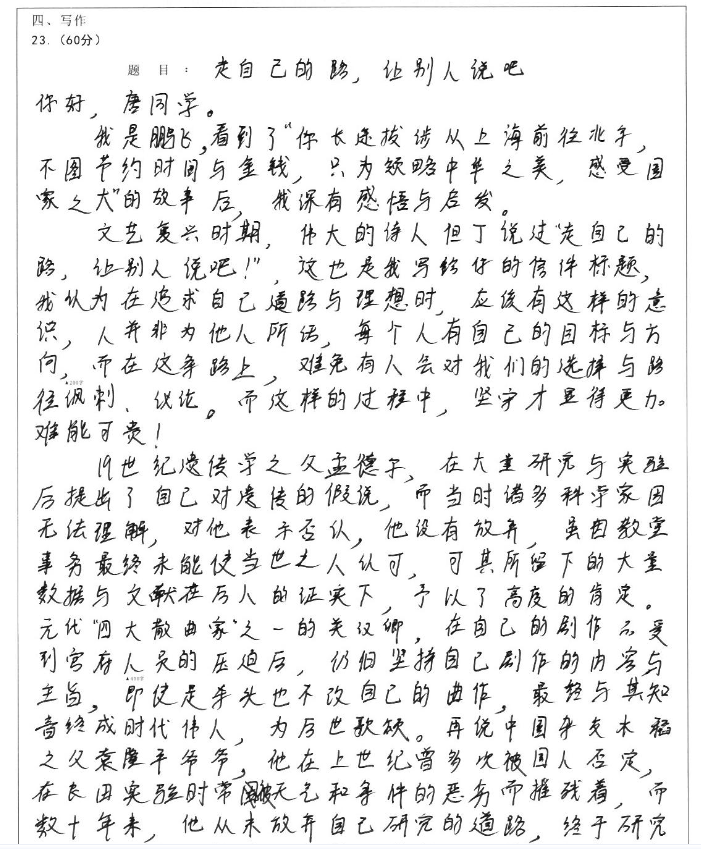 四、写作
23.（60分）
题目：走自己的路，让别人说吧
你好，唐同学。
我是鹏飞，看到了“你长途拔涉从上海前往北京，
不图节约时间与金钱，只为领略中华之美，感受国
家之大”的故事后，我深有感悟与启发。
文艺复兴时期，伟大的诗人但丁说过“走自己的
路，让别人说吧！”，这也是我写给你的信件标题，
我认为在追求自己道路与理想时，应该有这样的意
识，人并非为他人所活，每个人有自己的目标与方
向，而在这条路上，难免有人会对我们的选择与路
▲200字
径讽刺、议论。而这样的过程中，坚守才显得更加
难能可贵！
19世纪遗传学之父孟德尔，在大量研究与实验
后提出了自己对遗传的假说，而当时诸多科学家因
无法理解，对他表示否认，他没有放弃，虽因教堂
事务最终未能使当世之人认可，可其所留下的大量
数据与文献在后人的证实下，予以了高度的肯定。
元代“四大散曲家”之一的关汉卿，在自己的剧作
受到官府人员的压迫后，仍旧坚持自己剧作的内容与
▲400字
主旨，即使是杀头也不改自己的曲作，最终与其知
音终成时代伟人，为后世歌颂。再说中国杂交水稻
之父袁隆平爷爷，他在上世纪曾多次被国人否定，
在农田实验时常被天气和条件的恶劣而摧残着，而
数十年来，他从未放弃自己研究的道路，终于研究